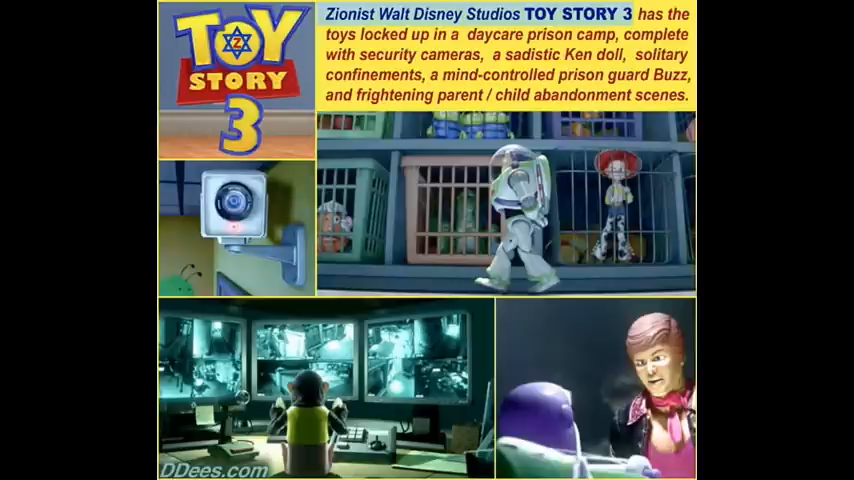 TOY
Z
STORY
3
Zionist Walt Disney Studios TOY STORY 3 has the
toys locked up in a daycare prison camp, complete
with security cameras, a sadistic Ken doll, solitary
confinements, a mind-controlled prison guard Buzz,
and frightening parent / child abandonment scenes.
DDees.com